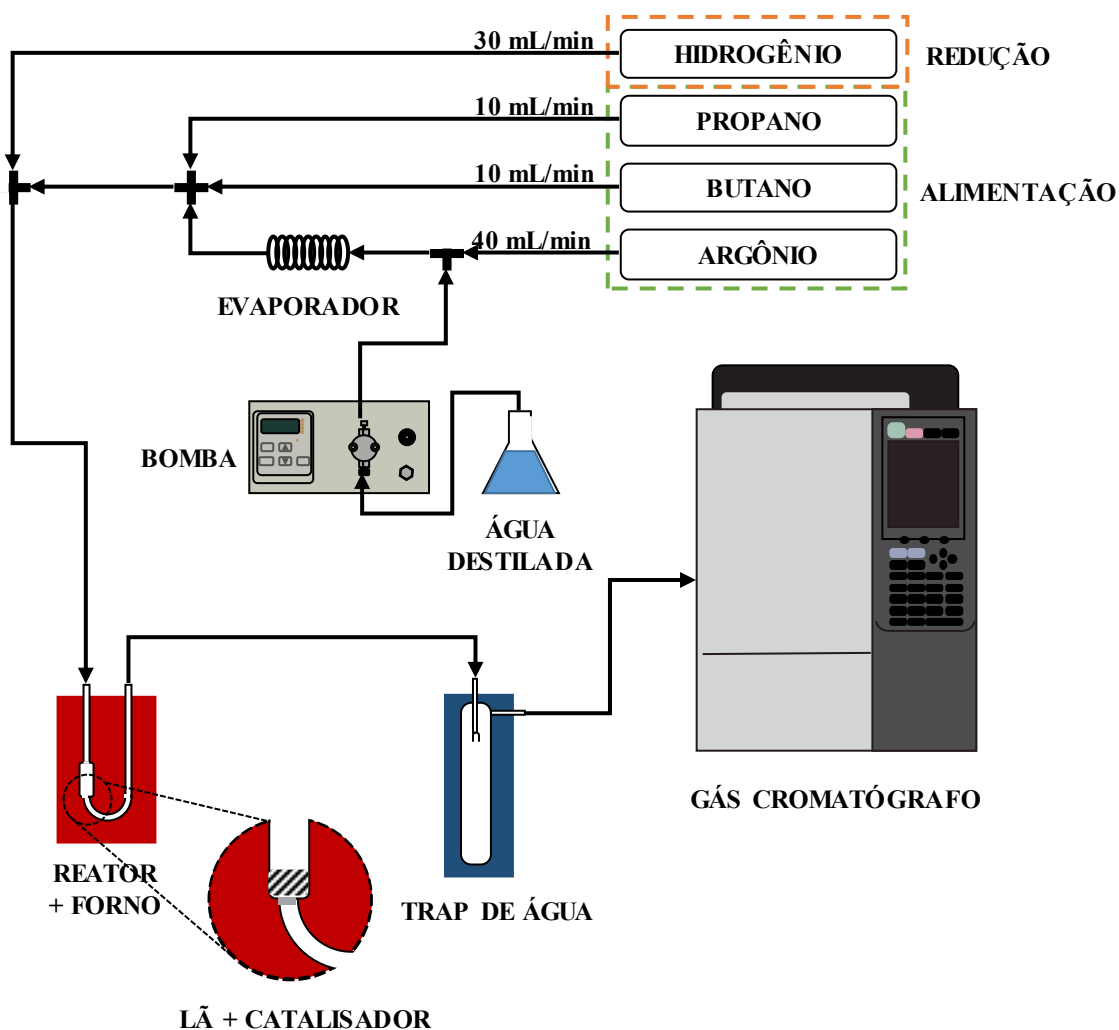 30 mL/min
HIDROGÊNIO
REDUÇÃO
10 mL/min
PROPANO
10 mL/min
BUTANO
ALIMENTAÇÃO
40 mL/min
ARGÔNIO
EVAPORADOR
BOMBA
ÁGUA
DESTILADA
GÁS CROMATÓGRAFO
REATOR
+ FORNO
TRAP DE ÁGUA
LÃ + CATALISADOR